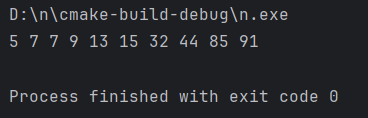 D:\n\cmake-build-debug\n.exe
5 7 7 9 13 15 32 44 85 91
Process finished with exit code 0